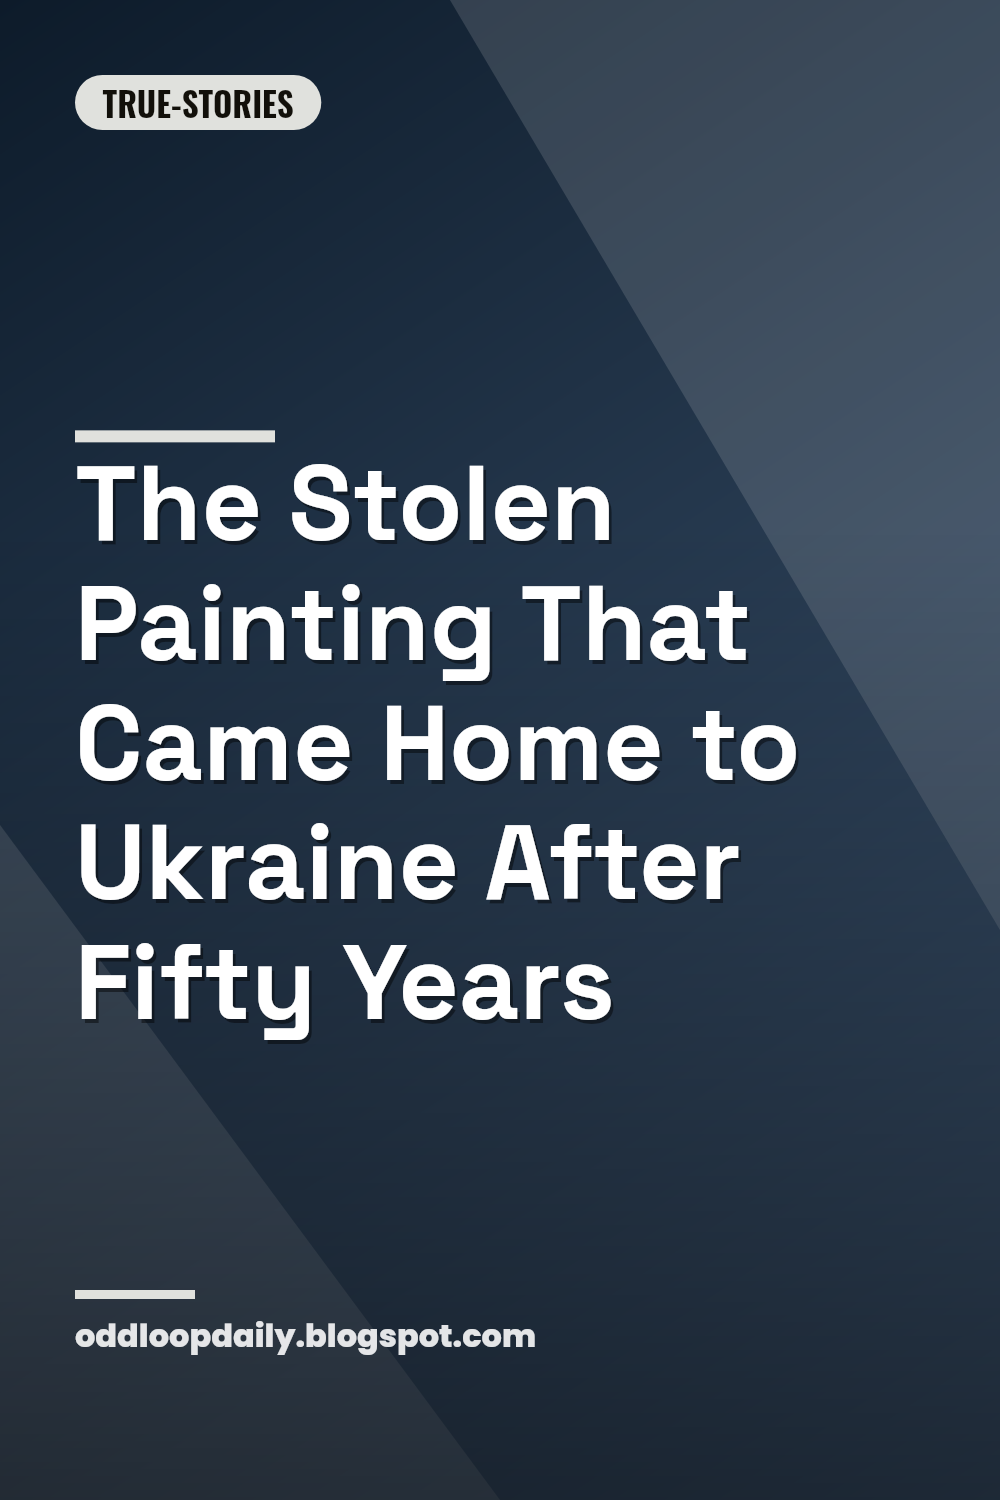 TRUE-STORIES
The Stolen
Painting That
Came Home to
Ukraine After
Fifty Years
oddloopdaily.blogspot.com